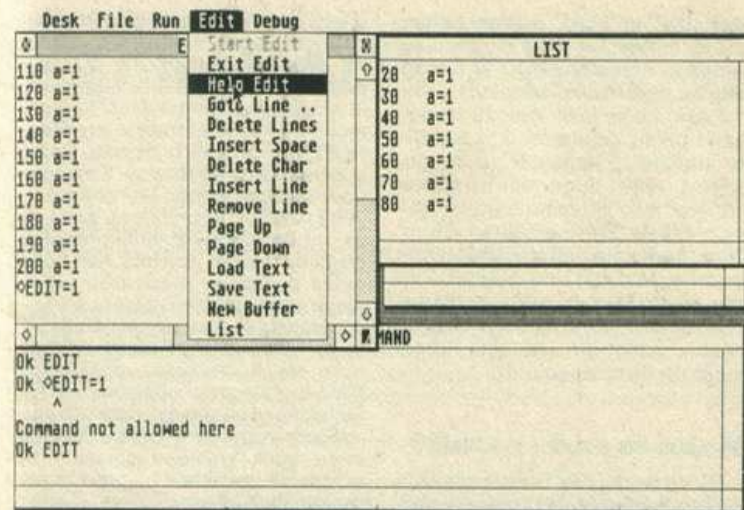 Desk File Run Edit Debug
E
110 a=1
120 a=1
130 a=1
140 a=1
150 a=1
160 a=1
170 a=1
180 a=1
190 a=1
200 a=1
◇EDIT=1
Start Edit
Exit Edit
Help Edit
Goto Line ..
Delete Lines
Insert Space
Delete Char
Insert Line
Remove Line
Page Up
Page Down
Load Text
Save Text
New Buffer
List
LIST
20 a=1
30 a=1
40 a=1
50 a=1
60 a=1
70 a=1
80 a=1
MAND
Ok EDIT
Ok ◇EDIT=1
^
Command not allowed here
Ok EDIT